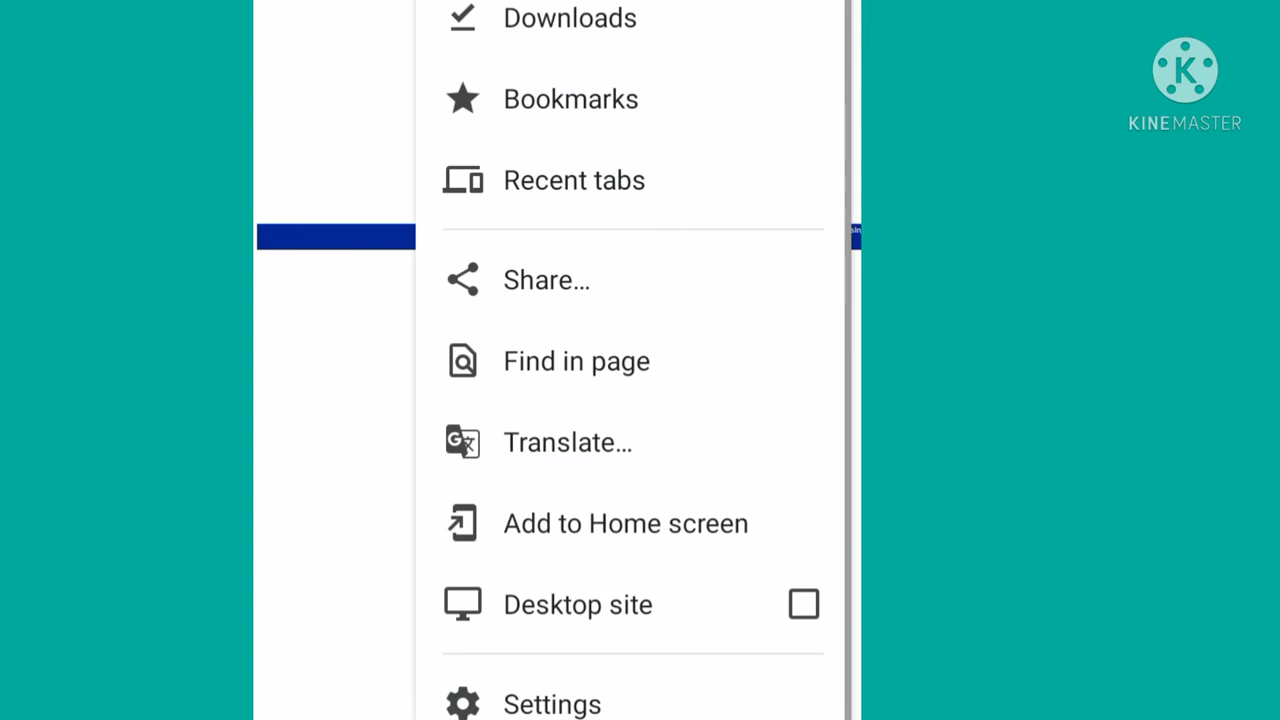 Downloads
KINEMASTER
Bookmarks
Recent tabs
Share…
Find in page
Translate…
Add to Home screen
Desktop site
Settings